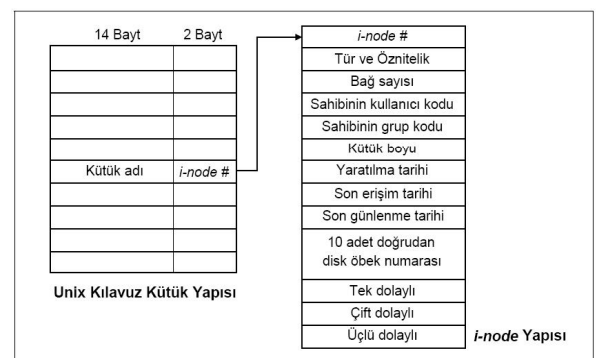 14 Bayt 2 Bayt
Kütük adı i-node #
Unix Kılavuz Kütük Yapısı
i-node #
Tür ve Öznitelik
Bağ sayısı
Sahibinin kullanıcı kodu
Sahibinin grup kodu
Kütük boyu
Yaratılma tarihi
Son erişim tarihi
Son günlenme tarihi
10 adet doğrudan
disk öbek numarası
Tek dolaylı
Çift dolaylı
Üçlü dolaylı
i-node Yapısı